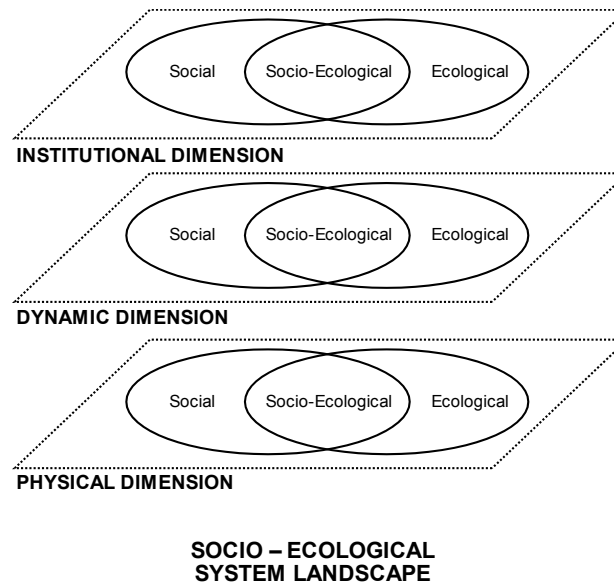 Social Socio-Ecological Ecological
INSTITUTIONAL DIMENSION
Social Socio-Ecological Ecological
DYNAMIC DIMENSION
Social Socio-Ecological Ecological
PHYSICAL DIMENSION
SOCIO – ECOLOGICAL
SYSTEM LANDSCAPE